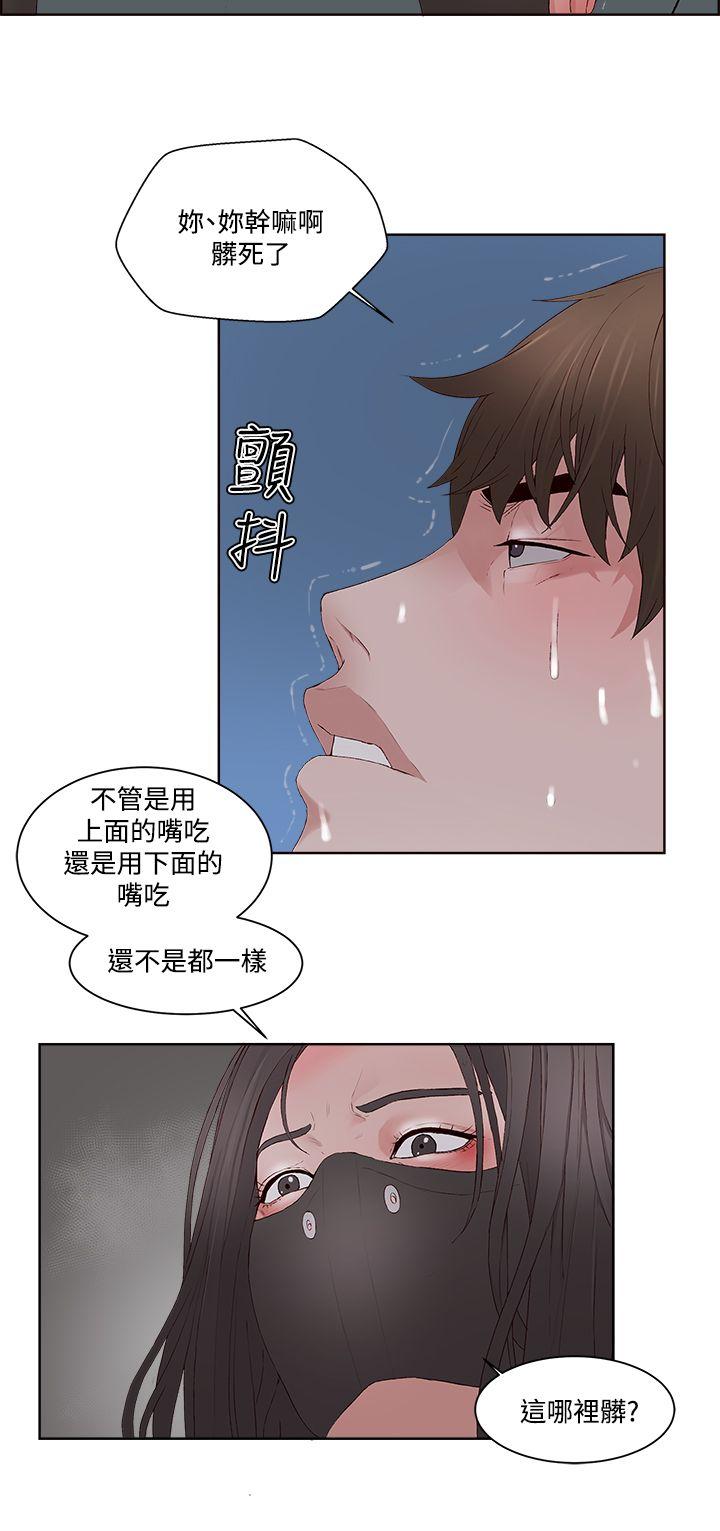 妳、妳幹嘛啊
髒死了
顫
抖
不管是用
上面的嘴吃
還是用下面的
嘴吃
還不是都一樣
這哪裡髒?